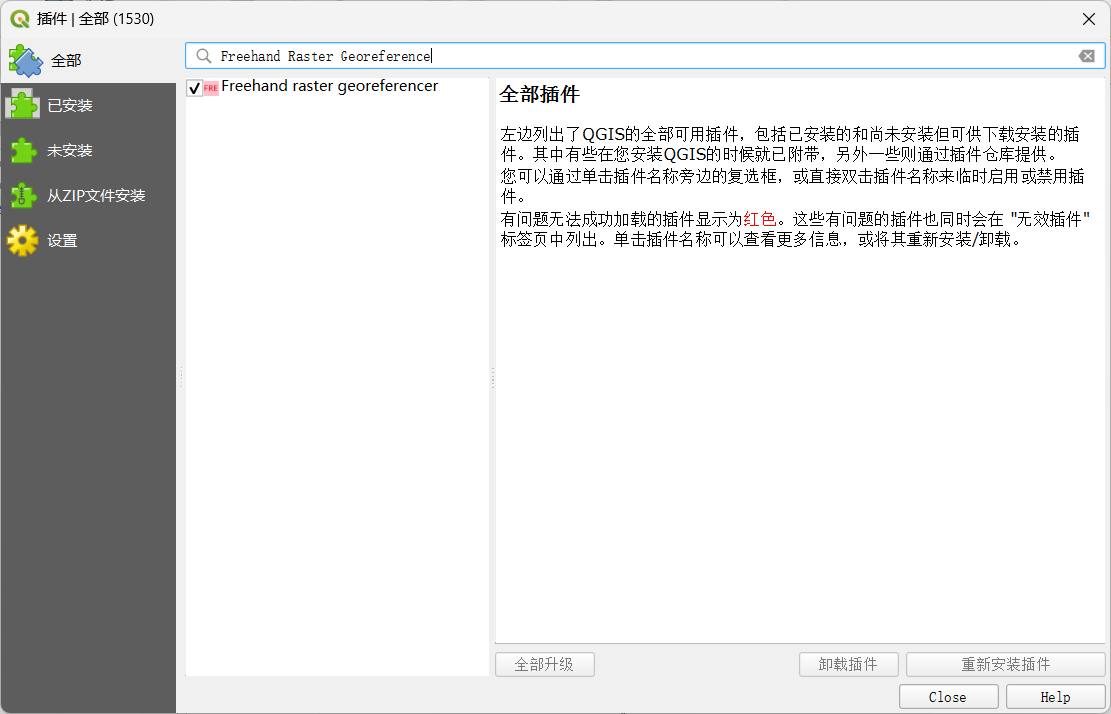 插件 | 全部 (1530)
全部
已安装
未安装
从ZIP文件安装
设置
Freehand Raster Georeference
FRE Freehand raster georeferencer
全部插件
左边列出了QGIS的全部可用插件，包括已安装的和尚未安装但可供下载安装的插
件。其中有些在您安装QGIS的时候就已附带，另外一些则通过插件仓库提供。
您可以通过单击插件名称旁边的复选框，或直接双击插件名称来临时启用或禁用插
件。
有问题无法成功加载的插件显示为红色。这些有问题的插件也同时会在 "无效插件"
标签页中列出。单击插件名称可以查看更多信息，或将其重新安装/卸载。
全部升级
卸载插件
重新安装插件
Close
Help